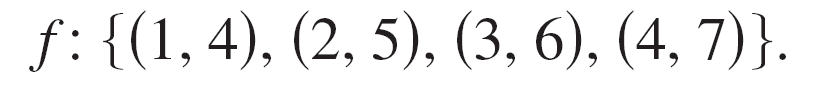 f: {(1, 4), (2, 5), (3, 6), (4, 7)}.